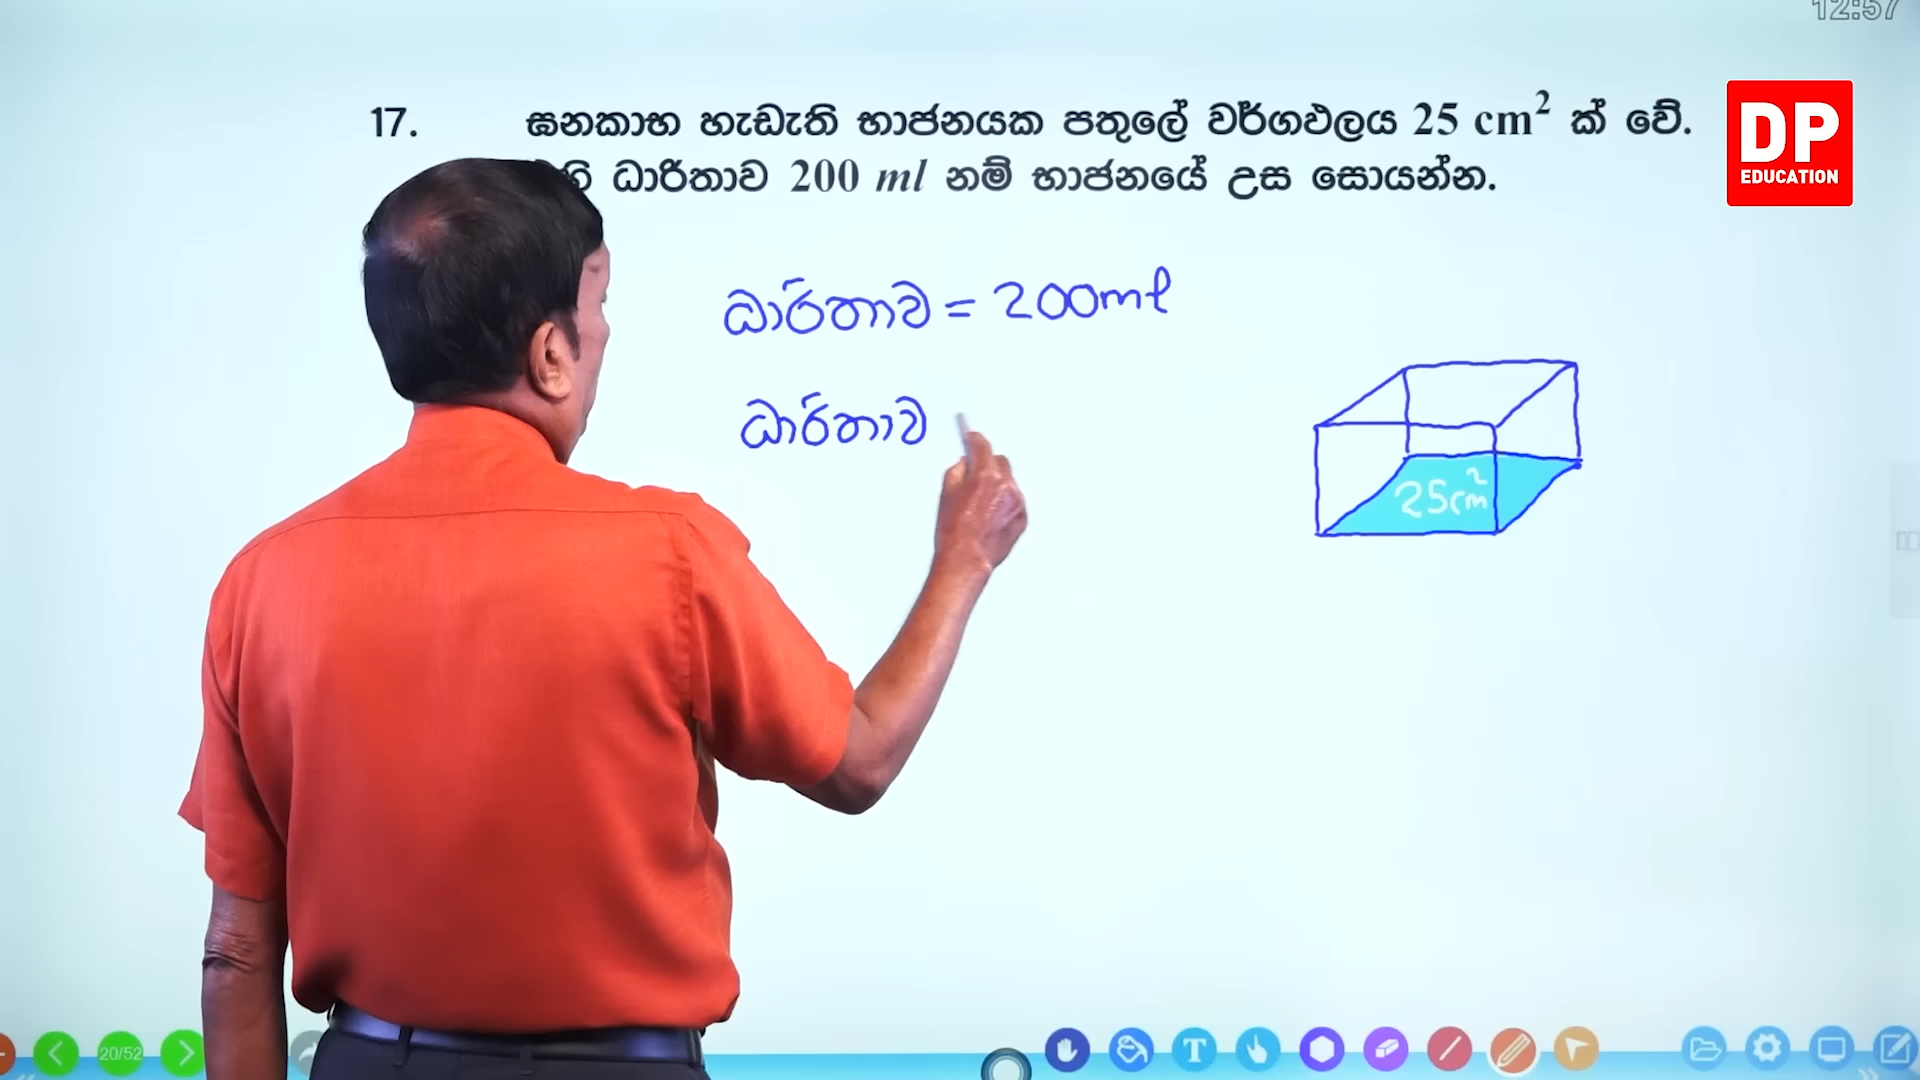 12:57
17. ඝනකාභ හැඩැති භාජනයක පතුලේ වර්ගඵලය 25 cm² ක් වේ.
ධාරිතාව 200 ml නම් භාජනයේ උස සොයන්න.
DP
EDUCATION
ධාරිතාව = 200ml
ධාරිතාව
25cm²
20/52
T